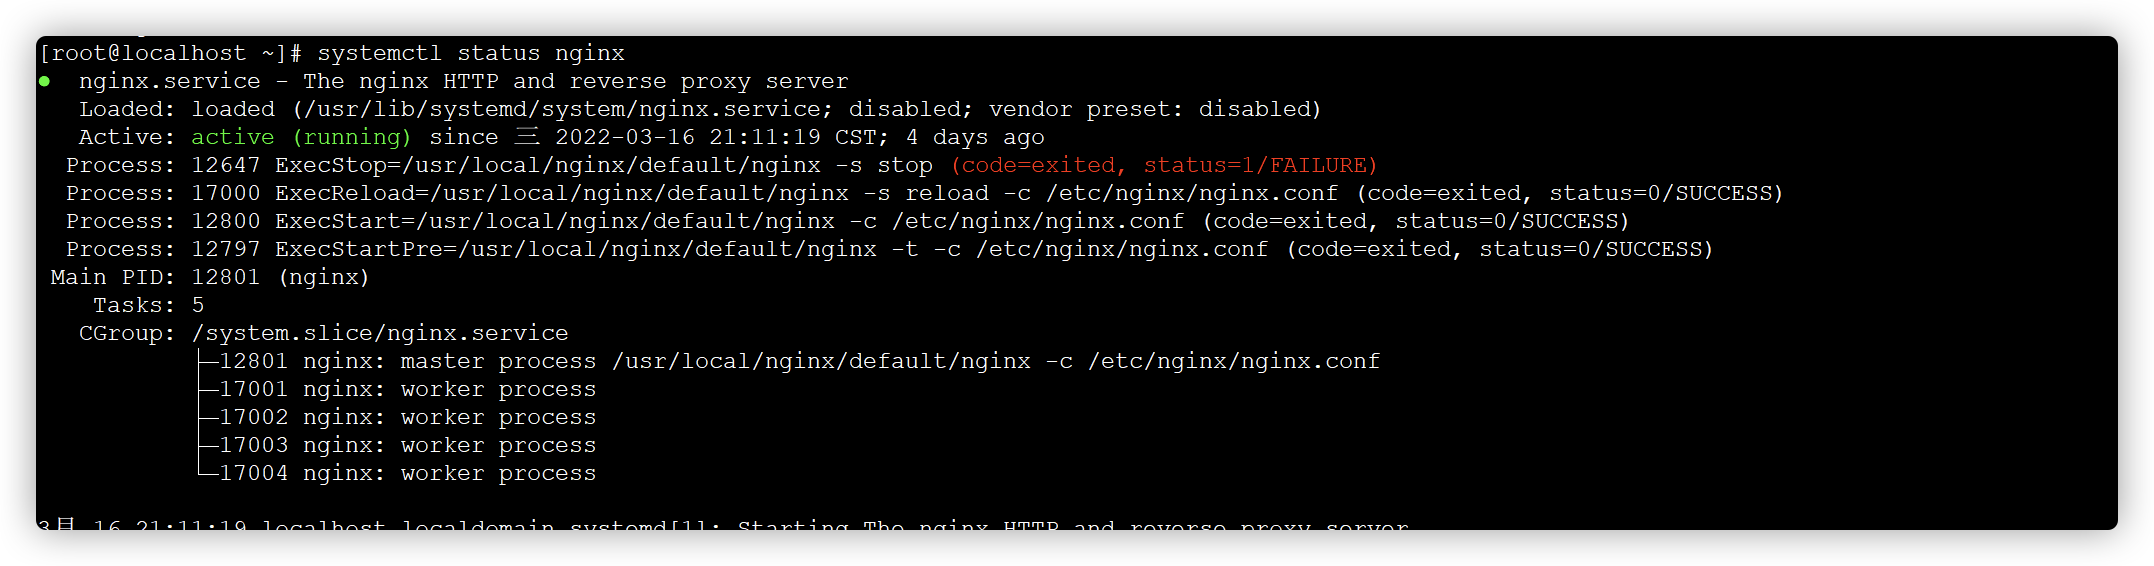 [root@localhost ~]# systemctl status nginx
● nginx.service - The nginx HTTP and reverse proxy server
Loaded: loaded (/usr/lib/systemd/system/nginx.service; disabled; vendor preset: disabled)
Active: active (running) since 三 2022-03-16 21:11:19 CST; 4 days ago
Process: 12647 ExecStop=/usr/local/nginx/default/nginx -s stop (code=exited, status=1/FAILURE)
Process: 17000 ExecReload=/usr/local/nginx/default/nginx -s reload -c /etc/nginx/nginx.conf (code=exited, status=0/SUCCESS)
Process: 12800 ExecStart=/usr/local/nginx/default/nginx -c /etc/nginx/nginx.conf (code=exited, status=0/SUCCESS)
Process: 12797 ExecStartPre=/usr/local/nginx/default/nginx -t -c /etc/nginx/nginx.conf (code=exited, status=0/SUCCESS)
Main PID: 12801 (nginx)
Tasks: 5
CGroup: /system.slice/nginx.service
├─12801 nginx: master process /usr/local/nginx/default/nginx -c /etc/nginx/nginx.conf
├─17001 nginx: worker process
├─17002 nginx: worker process
├─17003 nginx: worker process
└─17004 nginx: worker process
3月 16 21:11:19 localhost.localdomain systemd[1]: Starting The nginx HTTP and reverse proxy server